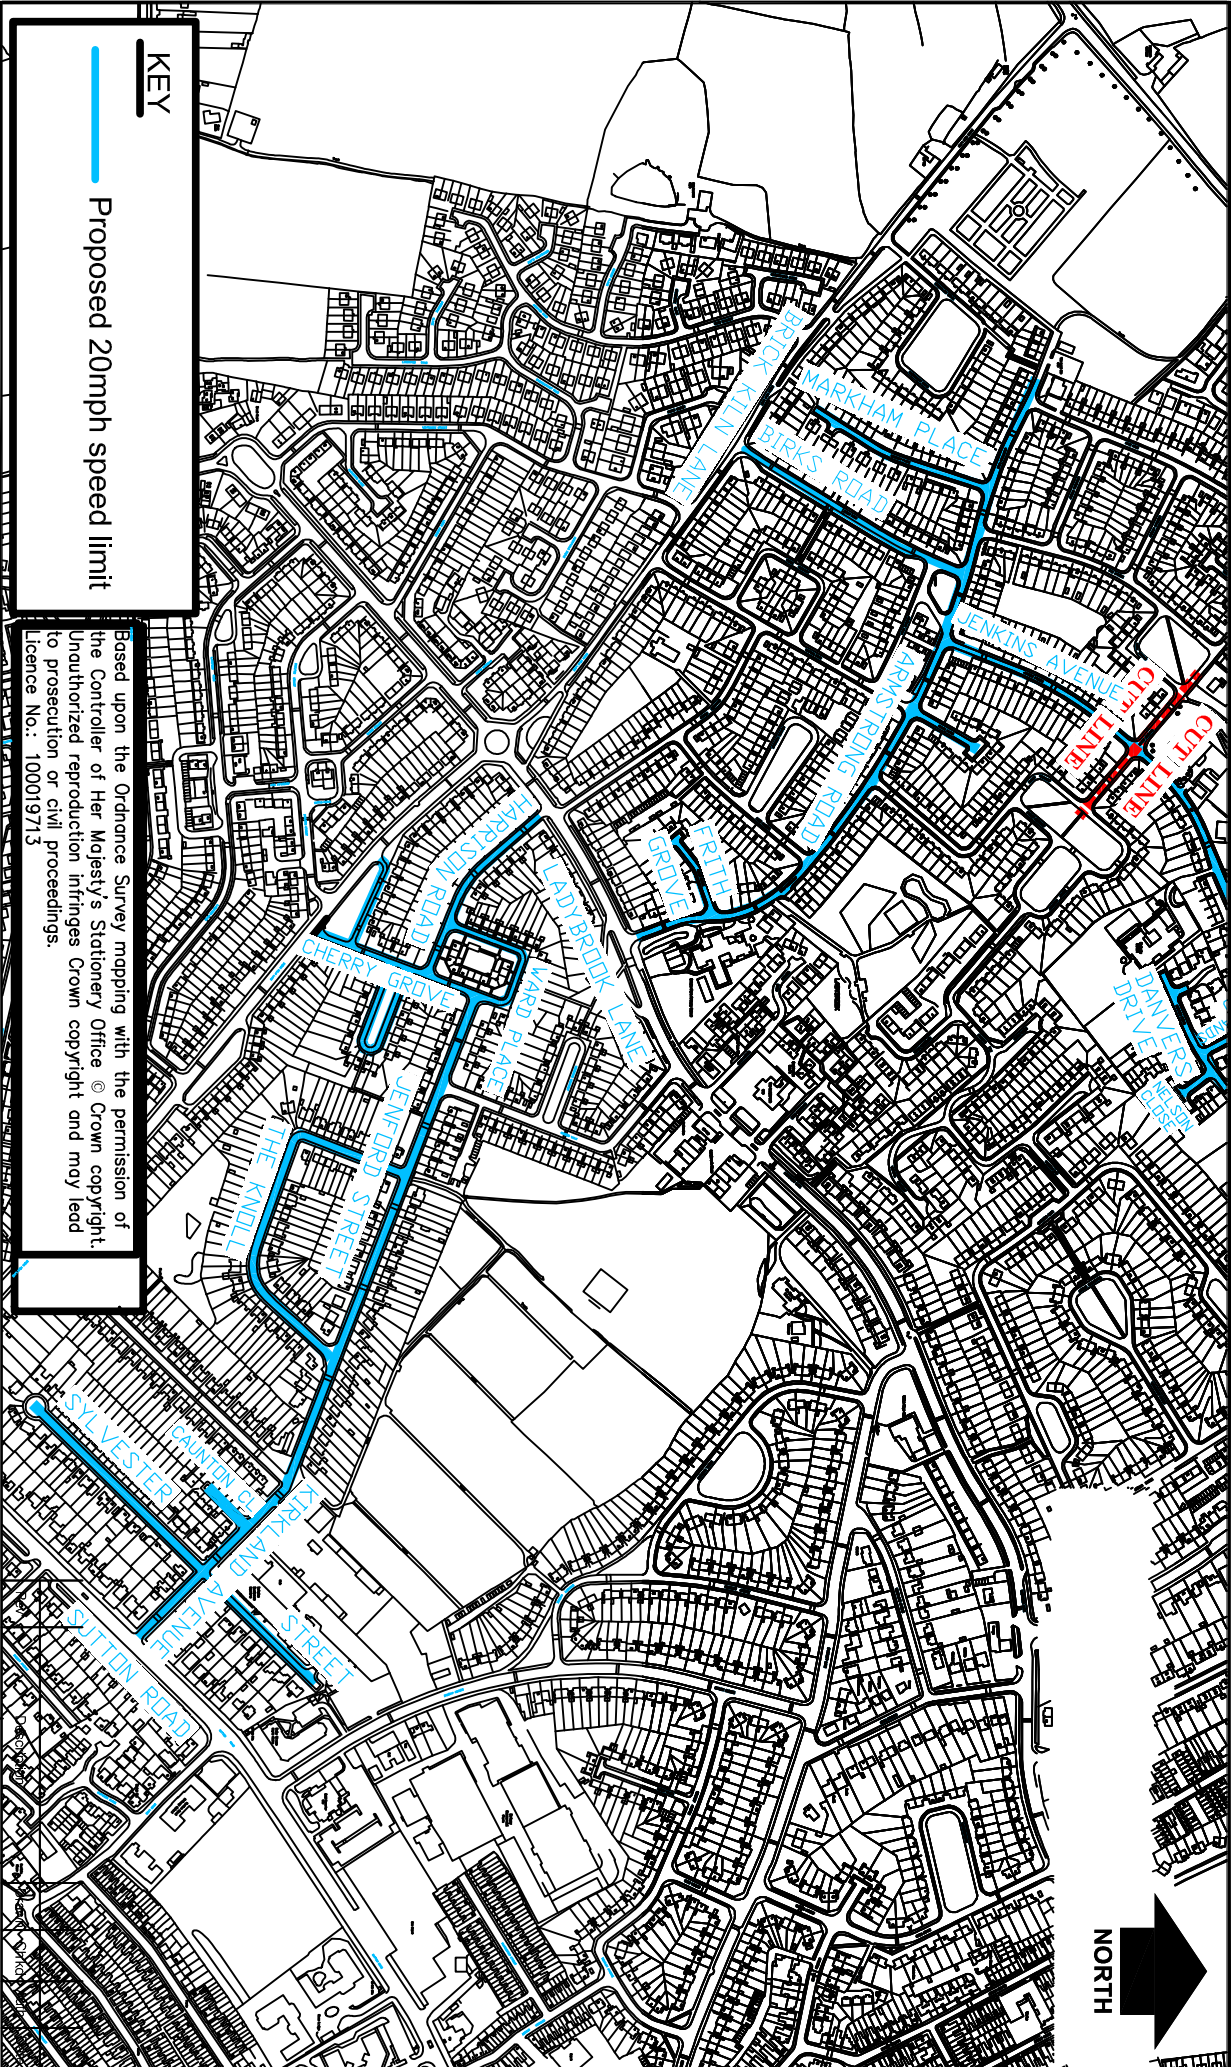 KEY
Proposed 20mph speed limit
Based upon the Ordnance Survey mapping with the permission of
the Controller of Her Majesty's Stationery Office © Crown copyright.
Unauthorized reproduction infringes Crown copyright and may lead
to prosecution or civil proceedings.
Licence No.: 100019713
BRICK KILN LANE
MARKHAM PLACE
BIRKS ROAD
JENKINS AVENUE
CUT LINE
CUT LINE
ARMSTRONG ROAD
FRITH
GROVE
DANVERS
DRIVE
NELSON
CLOSE
HARRISON ROAD
LADYBROOK LANE
CHERRY GROVE
WARD PLACE
JENFORD STREET
THE KNOLL
SYLVESTER
CAUNTON CL
KIRKLAND AVENUE
STREET
SUTTON ROAD
NORTH